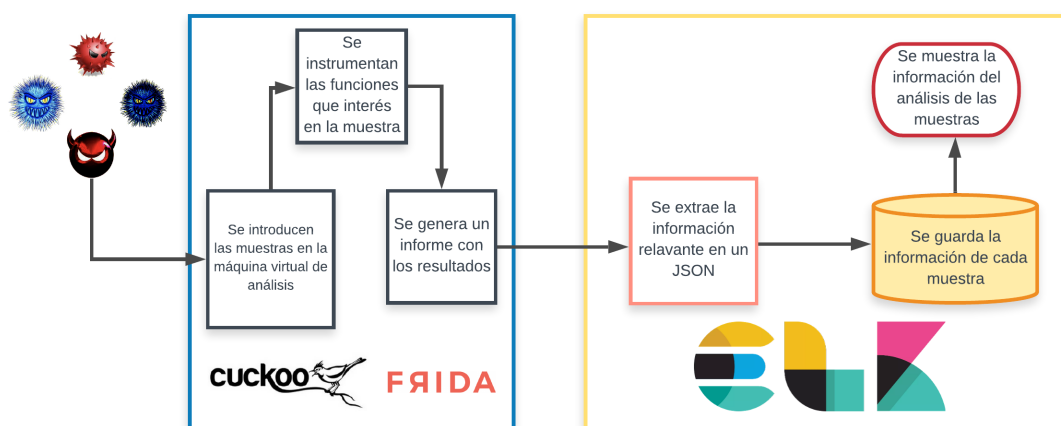 Se introducen
las muestras en la
máquina virtual de
análisis
Se
instrumentan
las funciones
que interés
en la muestra
Se genera un
informe con
los resultados
cuckoo
FRIDA
Se extrae la
información
relavante en un
JSON
Se guarda la
información de cada
muestra
Se muestra la
información del
análisis de las
muestras
elk